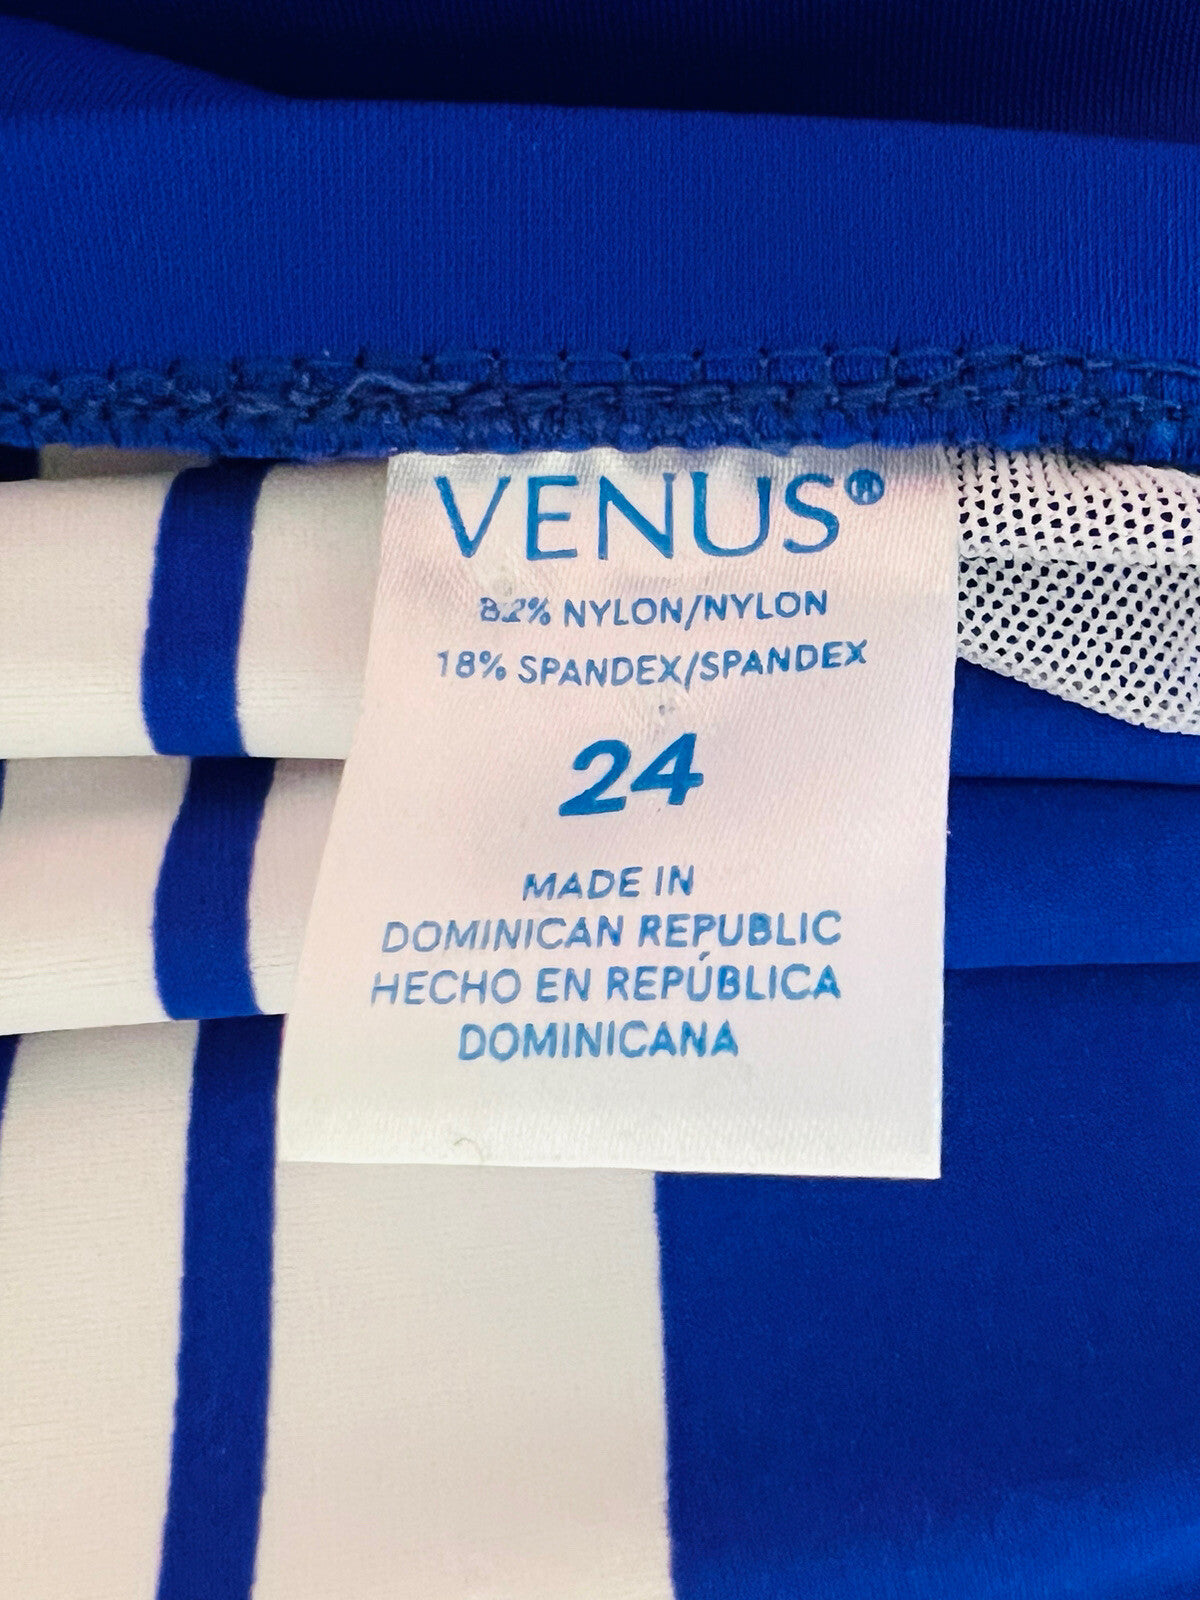 VENUS®
82% NYLON/NYLON
18% SPANDEX/SPANDEX
24
MADE IN
DOMINICAN REPUBLIC
HECHO EN REPÚBLICA
DOMINICANA